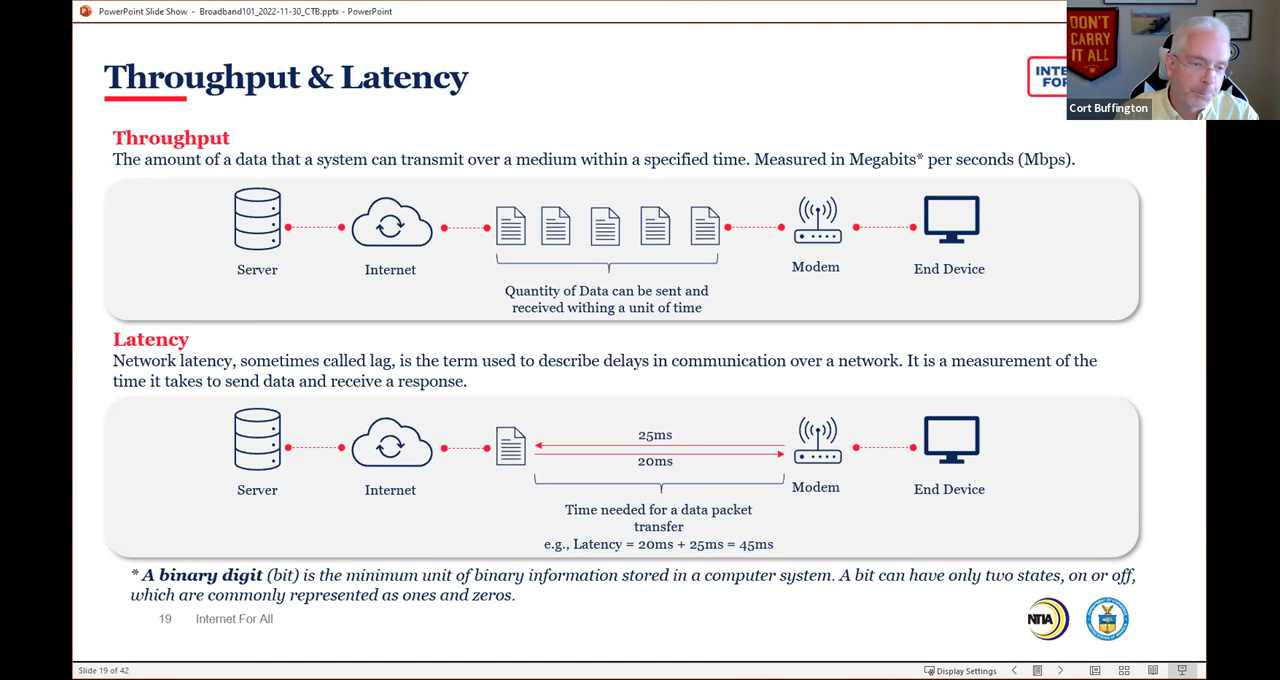 PowerPoint Slide Show - Broadband101_2022-11-30_CTB.pptx - PowerPoint
DON'T
CARRY
IT ALL
Throughput & Latency
INTE
FOR
Cort Buffington
Throughput
The amount of a data that a system can transmit over a medium within a specified time. Measured in Megabits* per seconds (Mbps).
Server
Internet
Modem
End Device
Quantity of Data can be sent and
received withing a unit of time
Latency
Network latency, sometimes called lag, is the term used to describe delays in communication over a network. It is a measurement of the
time it takes to send data and receive a response.
25ms
20ms
Server
Internet
Modem
End Device
Time needed for a data packet
transfer
e.g., Latency = 20ms + 25ms = 45ms
* A binary digit (bit) is the minimum unit of binary information stored in a computer system. A bit can have only two states, on or off,
which are commonly represented as ones and zeros.
19 Internet For All
NTIA
Slide 19 of 42
Display Settings